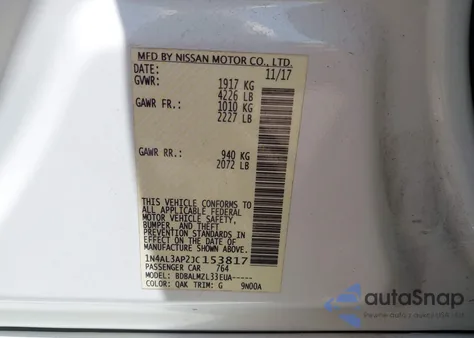 MFD BY NISSAN MOTOR CO., LTD.
DATE: 11/17
GVWR: 1917 KG
4226 LB
GAWR FR.: 1010 KG
2227 LB
GAWR RR.: 940 KG
2072 LB
THIS VEHICLE CONFORMS TO
ALL APPLICABLE FEDERAL
MOTOR VEHICLE SAFETY,
BUMPER, AND THEFT
PREVENTION STANDARDS IN
EFFECT ON THE DATE OF
MANUFACTURE SHOWN ABOVE.
1N4AL3AP2JC153817
PASSENGER CAR 764
MODEL: BDBALMZL33EUA-----
COLOR: QAK TRIM: G 9N00A
autaSnap